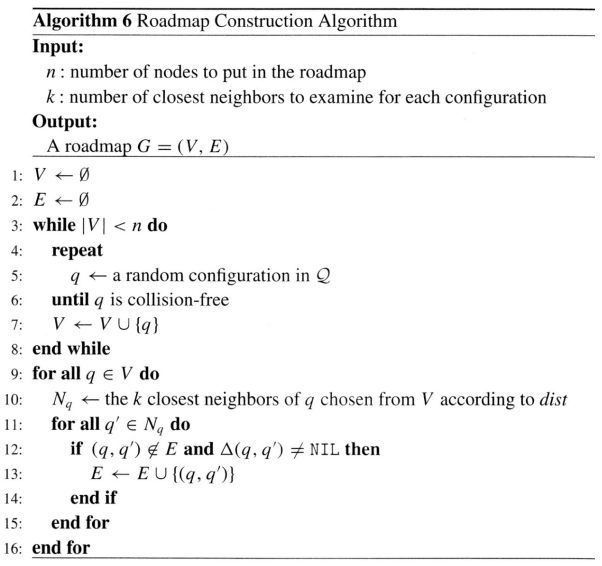 Algorithm 6 Roadmap Construction Algorithm
Input:
n : number of nodes to put in the roadmap
k : number of closest neighbors to examine for each configuration
Output:
A roadmap G = (V, E)
1: V ← ∅
2: E ← ∅
3: while |V| < n do
4: repeat
5: q ← a random configuration in 𝒬
6: until q is collision-free
7: V ← V ∪ {q}
8: end while
9: for all q ∈ V do
10: N_q ← the k closest neighbors of q chosen from V according to dist
11: for all q′ ∈ N_q do
12: if (q, q′) ∉ E and Δ(q, q′) ≠ NIL then
13: E ← E ∪ {(q, q′)}
14: end if
15: end for
16: end for